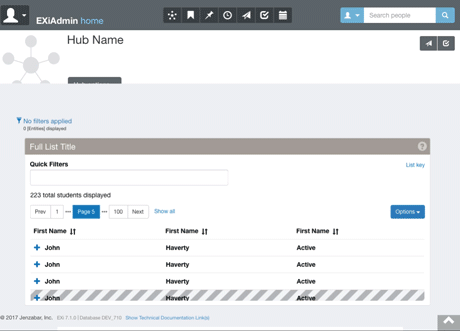 EXiAdmin home
Search people
Hub Name
No filters applied
0 [Entities] displayed
Full List Title
Quick Filters
List key
223 total students displayed
Prev 1 ••• Page 5 ••• 100 Next Show all
Options
First Name First Name First Name
John Haverty Active
John Haverty Active
John Haverty Active
John Haverty Active
© 2017 Jenzabar, Inc. EXi 7.1.0 | Database DEV_710 Show Technical Documentation Link(s)